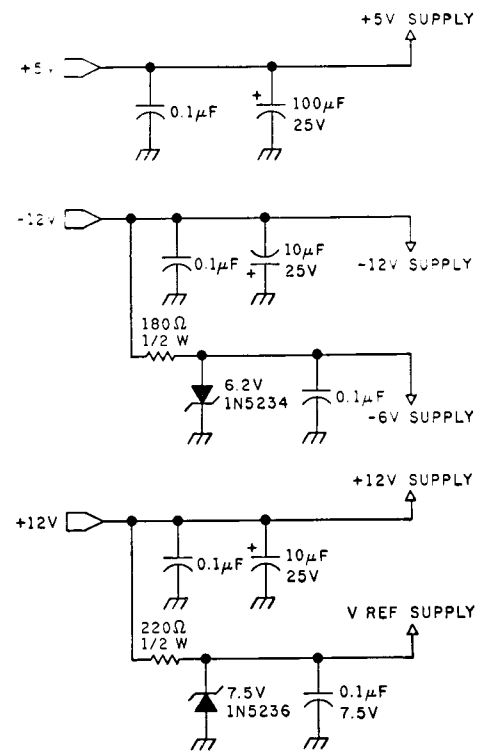 +5V SUPPLY
+5V
0.1µF
+
100µF
25V
-12V
0.1µF
10µF
+
25V
-12V SUPPLY
180Ω
1/2 W
6.2V
1N5234
0.1µF
-6V SUPPLY
+12V SUPPLY
+12V
0.1µF
+
10µF
25V
V REF SUPPLY
220Ω
1/2 W
7.5V
1N5236
0.1µF
7.5V